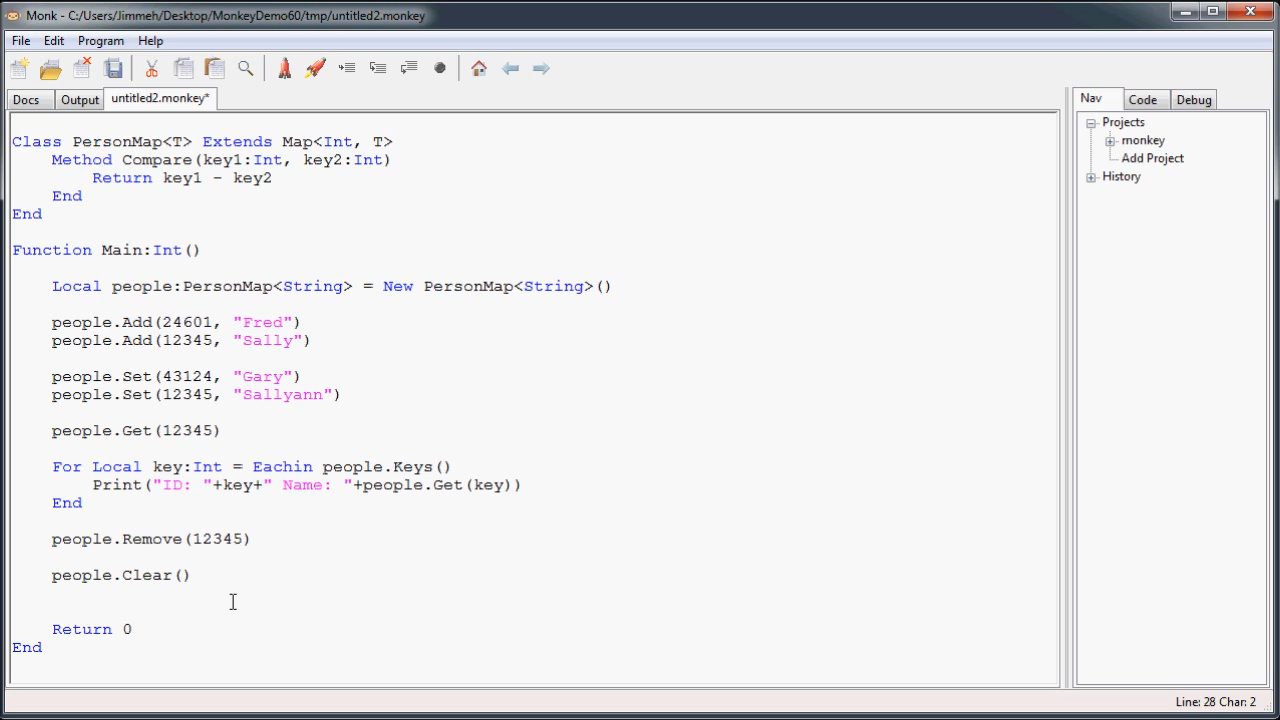 Monk - C:/Users/Jimmeh/Desktop/MonkeyDemo60/tmp/untitled2.monkey
File Edit Program Help
Docs Output untitled2.monkey*
Nav Code Debug
Class PersonMap<T> Extends Map<Int, T>
Method Compare(key1:Int, key2:Int)
Return key1 - key2
End
End
Function Main:Int()
Local people:PersonMap<String> = New PersonMap<String>()
people.Add(24601, "Fred")
people.Add(12345, "Sally")
people.Set(43124, "Gary")
people.Set(12345, "Sallyann")
people.Get(12345)
For Local key:Int = Eachin people.Keys()
Print("ID: "+key+" Name: "+people.Get(key))
End
people.Remove(12345)
people.Clear()
Return 0
End
Projects
monkey
Add Project
History
Line: 28 Char: 2